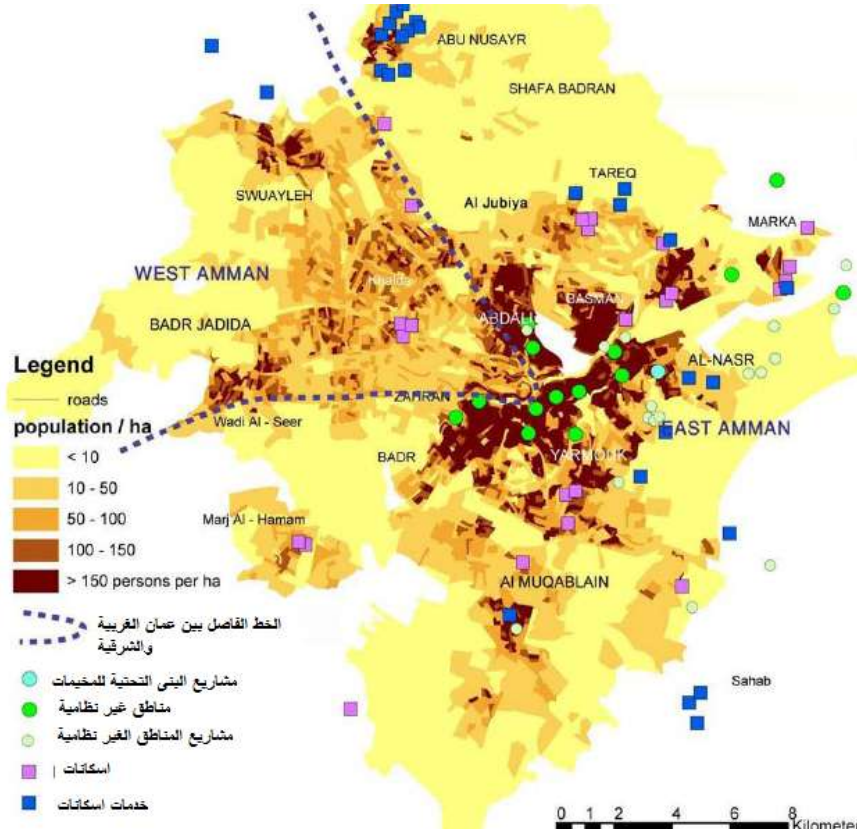 ABU NUSAYR
SHAFA BADRAN
TAREQ
SWUAYLEH
Al Jubiya
MARKA
WEST AMMAN
Khalda
BASMAN
BADR JADIDA
ABDALI
Legend
AL-NASR
roads
ZAHRAN
population / ha
Wadi Al - Seer
EAST AMMAN
< 10
BADR
YARMOUK
10 - 50
50 - 100
Marj Al - Hamam
100 - 150
> 150 persons per ha
Al MUQABLAIN
الخط الفاصل بين عمان الغربية
والشرقية
مشاريع البنى التحتية للمخيمات
Sahab
مناطق غير نظامية
مشاريع المناطق الغير نظامية
اسكانات
خدمات اسكانات
0 1 2 4 6 8
Kilometer